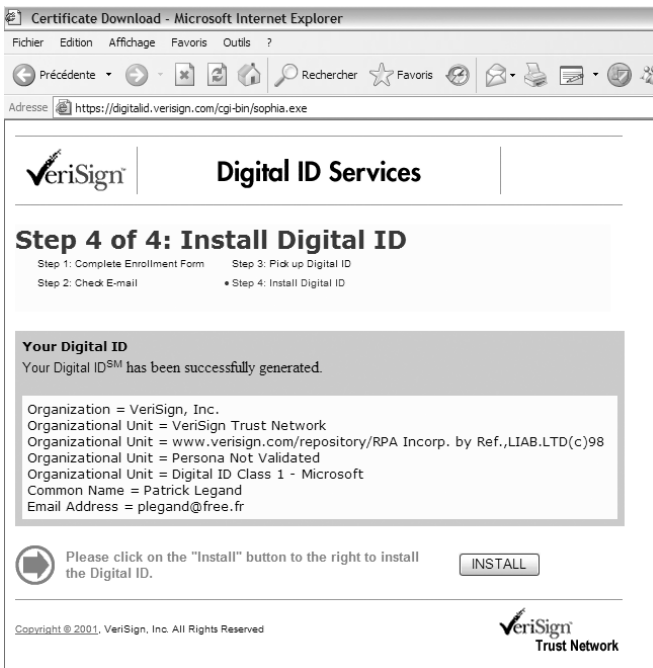 Certificate Download - Microsoft Internet Explorer
Fichier Edition Affichage Favoris Outils ?
Précédente Rechercher Favoris
Adresse https://digitalid.verisign.com/cgi-bin/sophia.exe
VeriSign™ Digital ID Services
Step 4 of 4: Install Digital ID
Step 1: Complete Enrollment Form Step 3: Pick up Digital ID
Step 2: Check E-mail • Step 4: Install Digital ID
Your Digital ID
Your Digital IDSM has been successfully generated.
Organization = VeriSign, Inc.
Organizational Unit = VeriSign Trust Network
Organizational Unit = www.verisign.com/repository/RPA Incorp. by Ref.,LIAB.LTD(c)98
Organizational Unit = Persona Not Validated
Organizational Unit = Digital ID Class 1 - Microsoft
Common Name = Patrick Legand
Email Address = plegand@free.fr
Please click on the "Install" button to the right to install
the Digital ID.
INSTALL
Copyright © 2001, VeriSign, Inc. All Rights Reserved
VeriSign
Trust Network